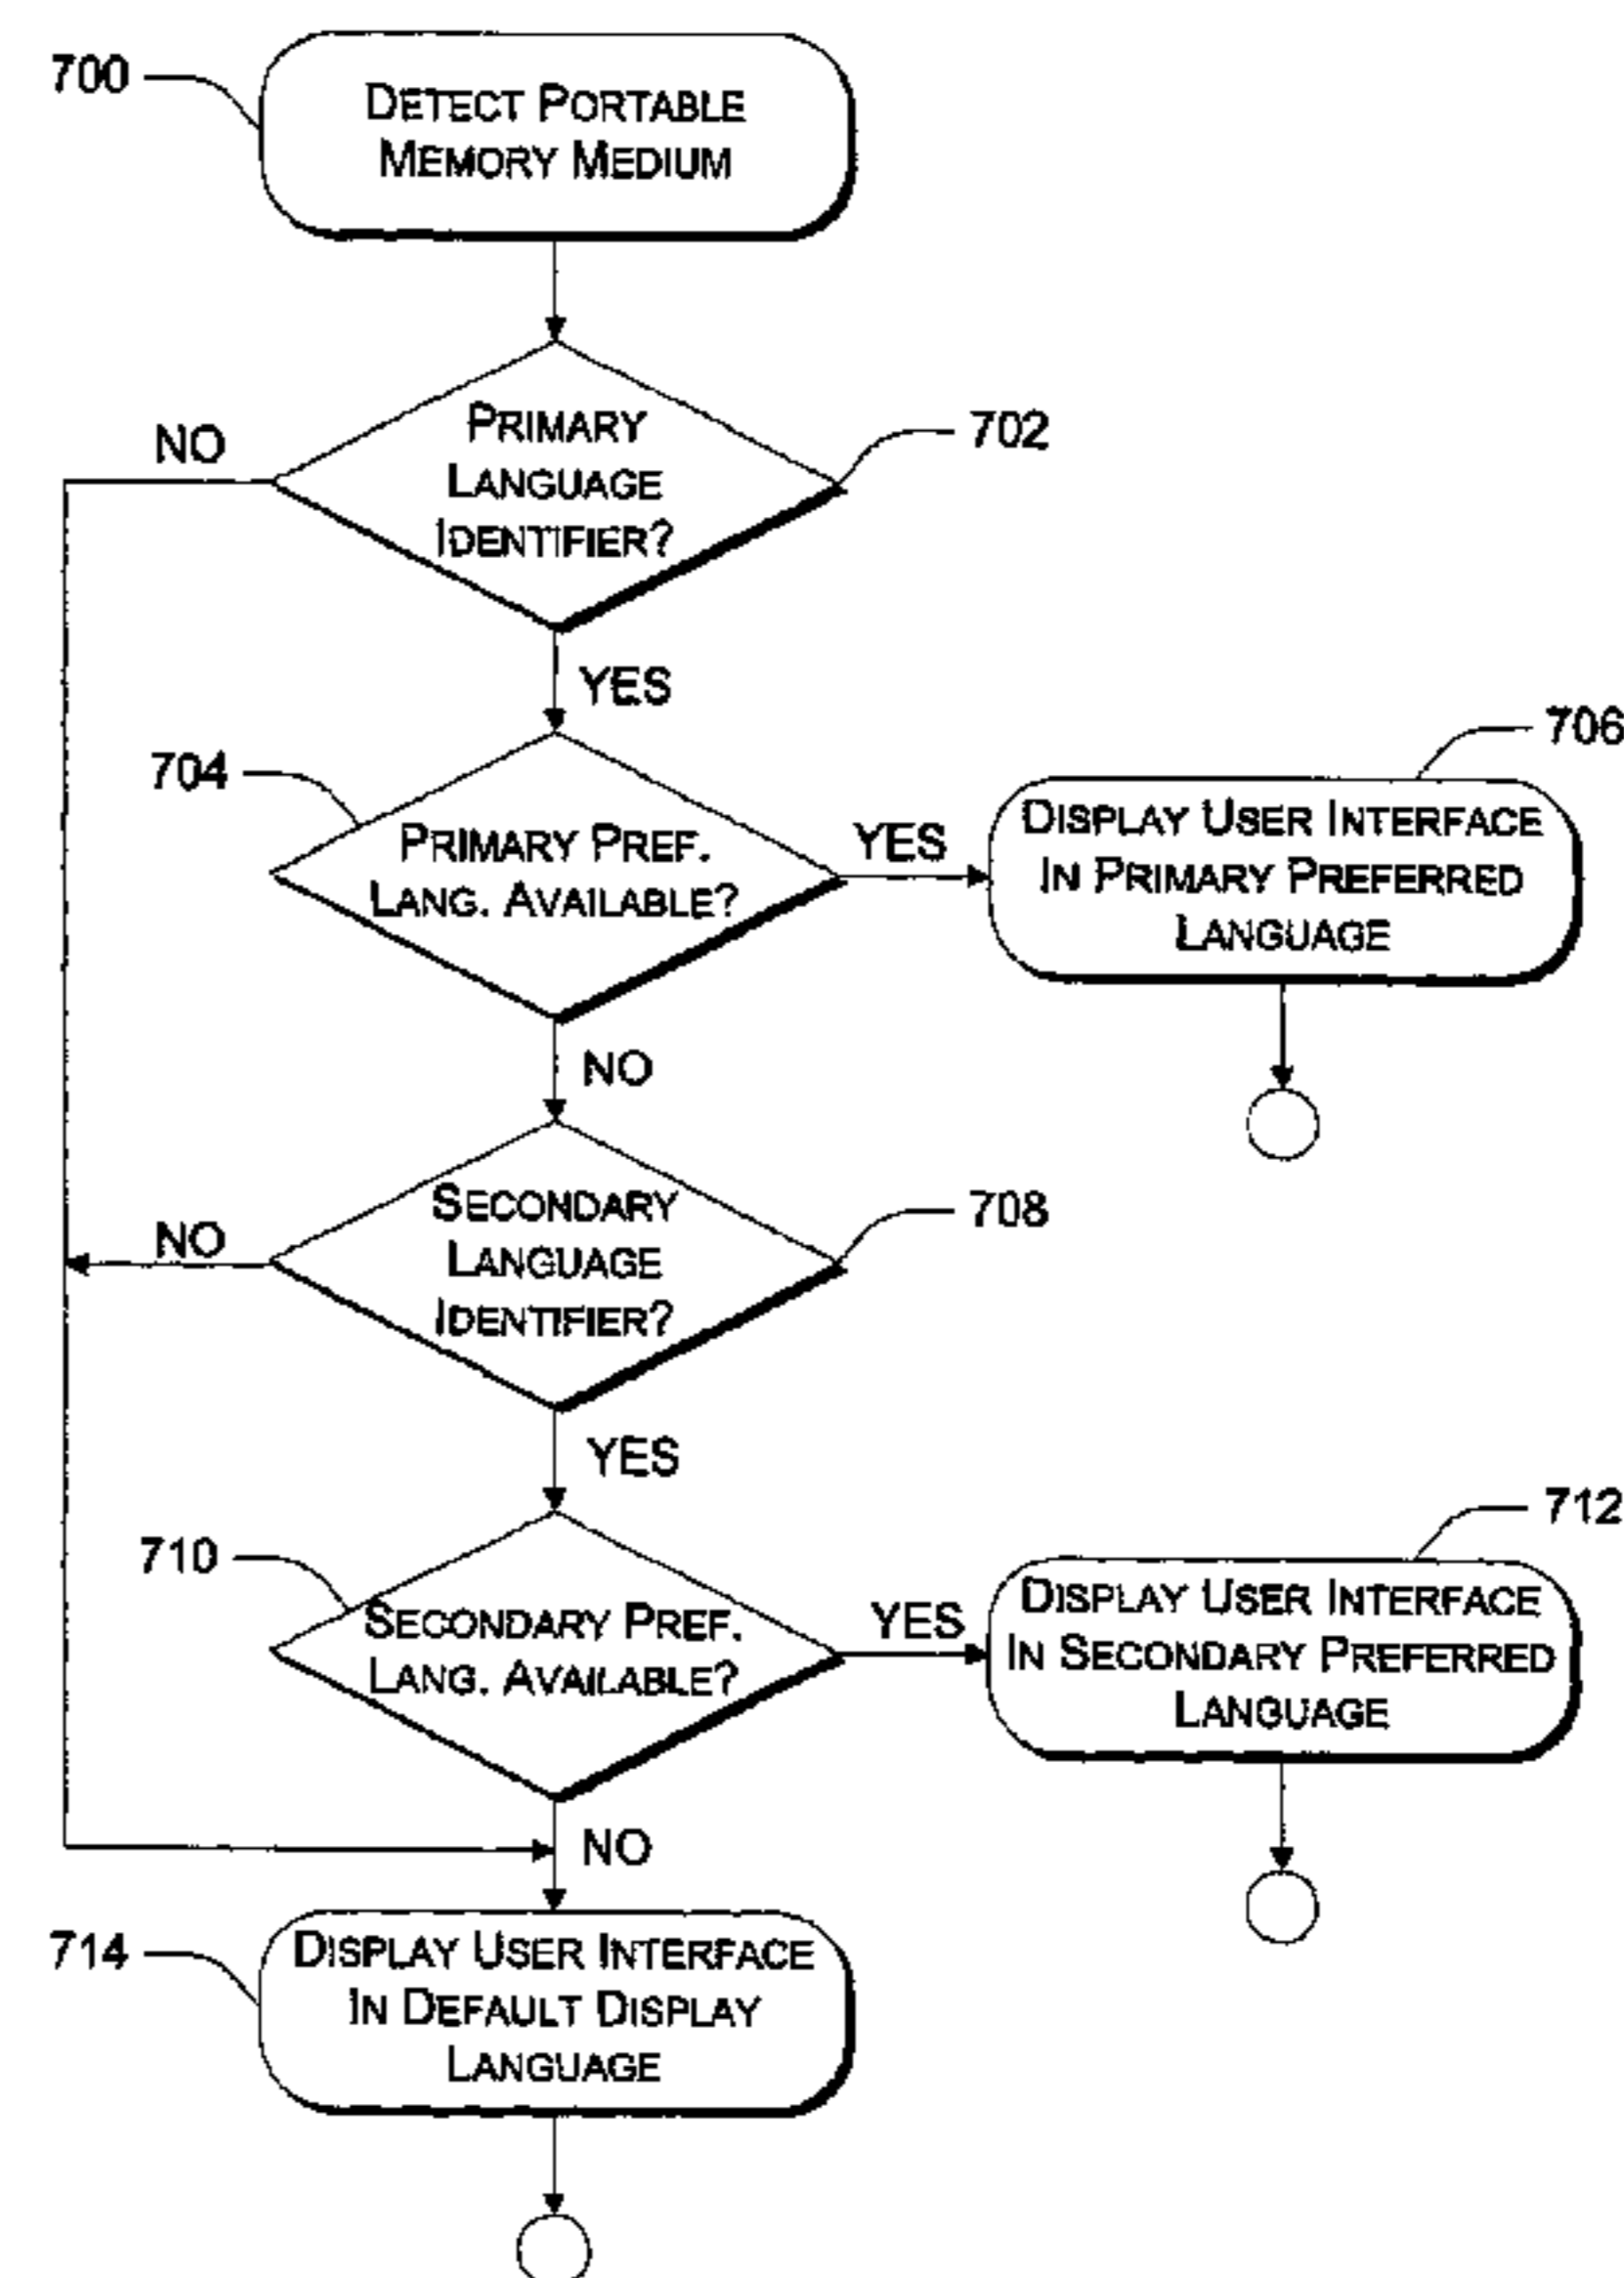 700
DETECT PORTABLE
MEMORY MEDIUM
NO
PRIMARY
LANGUAGE
IDENTIFIER?
702
YES
704
PRIMARY PREF.
LANG. AVAILABLE?
YES
706
DISPLAY USER INTERFACE
IN PRIMARY PREFERRED
LANGUAGE
NO
NO
SECONDARY
LANGUAGE
IDENTIFIER?
708
YES
710
SECONDARY PREF.
LANG. AVAILABLE?
YES
712
DISPLAY USER INTERFACE
IN SECONDARY PREFERRED
LANGUAGE
NO
714
DISPLAY USER INTERFACE
IN DEFAULT DISPLAY
LANGUAGE